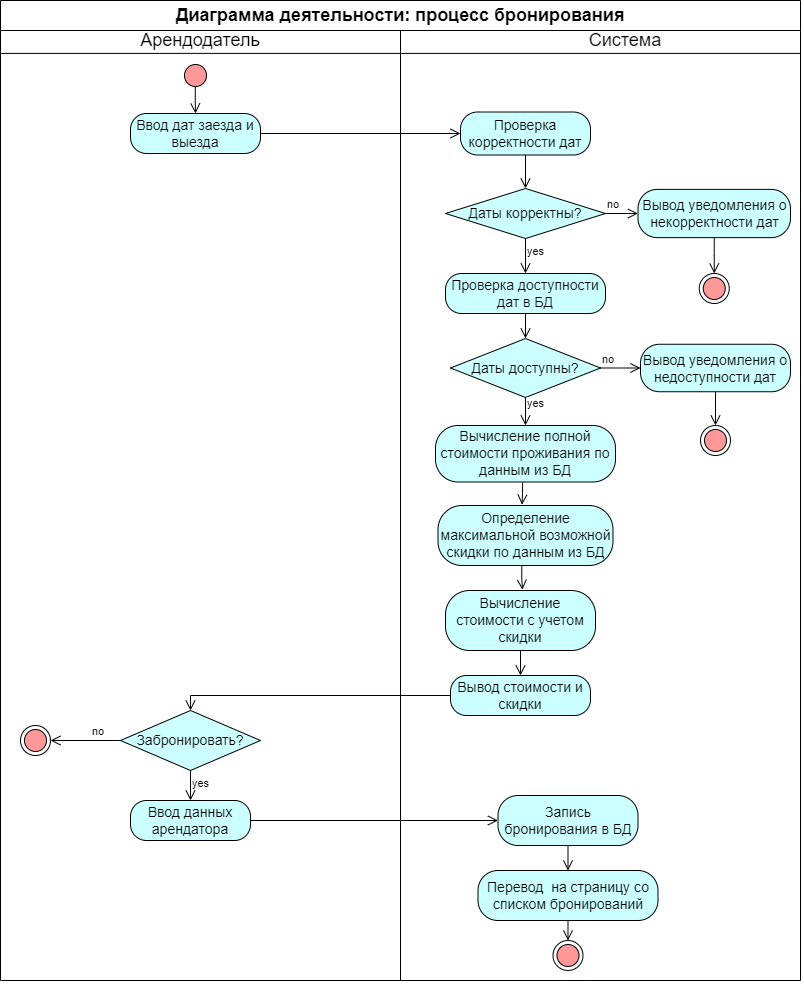 Диаграмма деятельности: процесс бронирования
Арендодатель
Система
Ввод дат заезда и
выезда
Проверка
корректности дат
Даты корректны?
no
Вывод уведомления о
некорректности дат
yes
Проверка доступности
дат в БД
Даты доступны?
no
Вывод уведомления о
недоступности дат
yes
Вычисление полной
стоимости проживания по
данным из БД
Определение
максимальной возможной
скидки по данным из БД
Вычисление
стоимости с учетом
скидки
Вывод стоимости и
скидки
Забронировать?
no
yes
Ввод данных
арендатора
Запись
бронирования в БД
Перевод на страницу со
списком бронирований